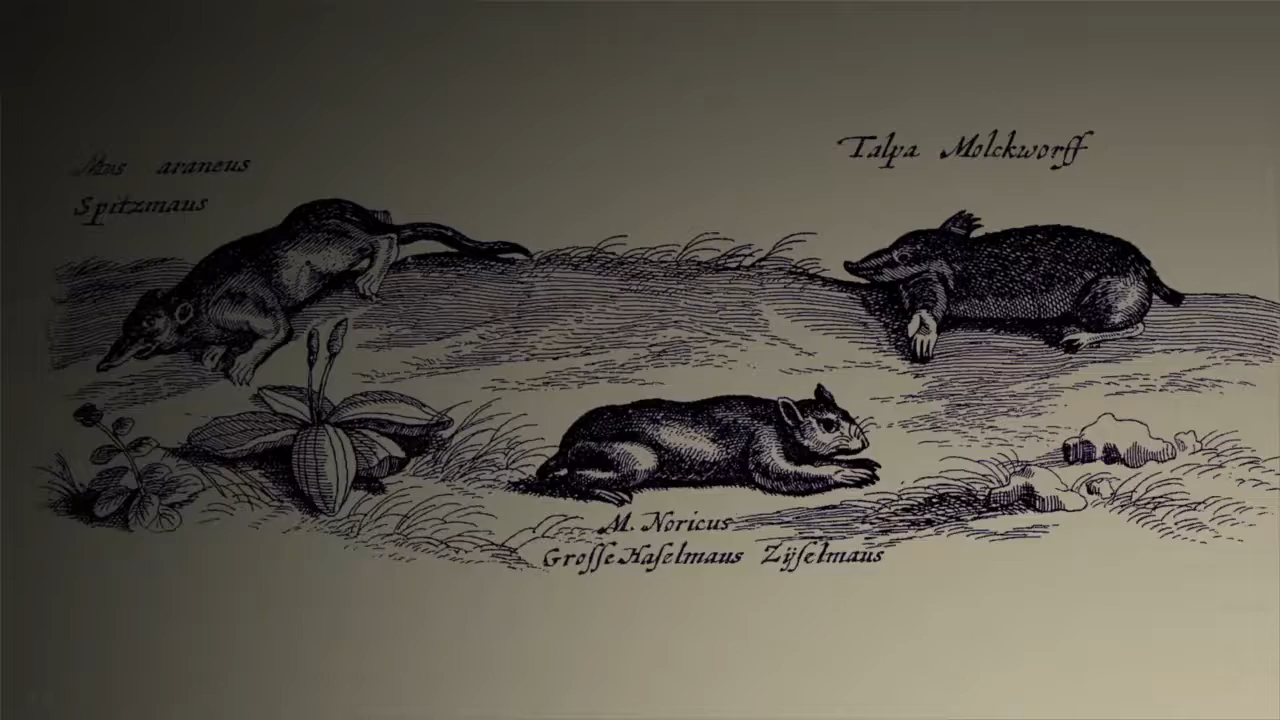 Mus araneus
Spitzmaus
Talpa Molckworff
M. Noricus
Groſſe Haſelmaus Zÿſelmaus